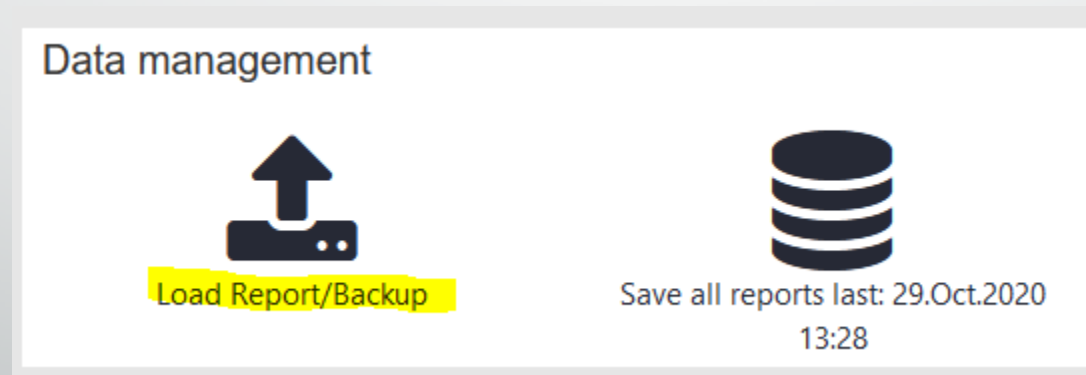 Data management
Load Report/Backup
Save all reports last: 29.Oct.2020
13:28